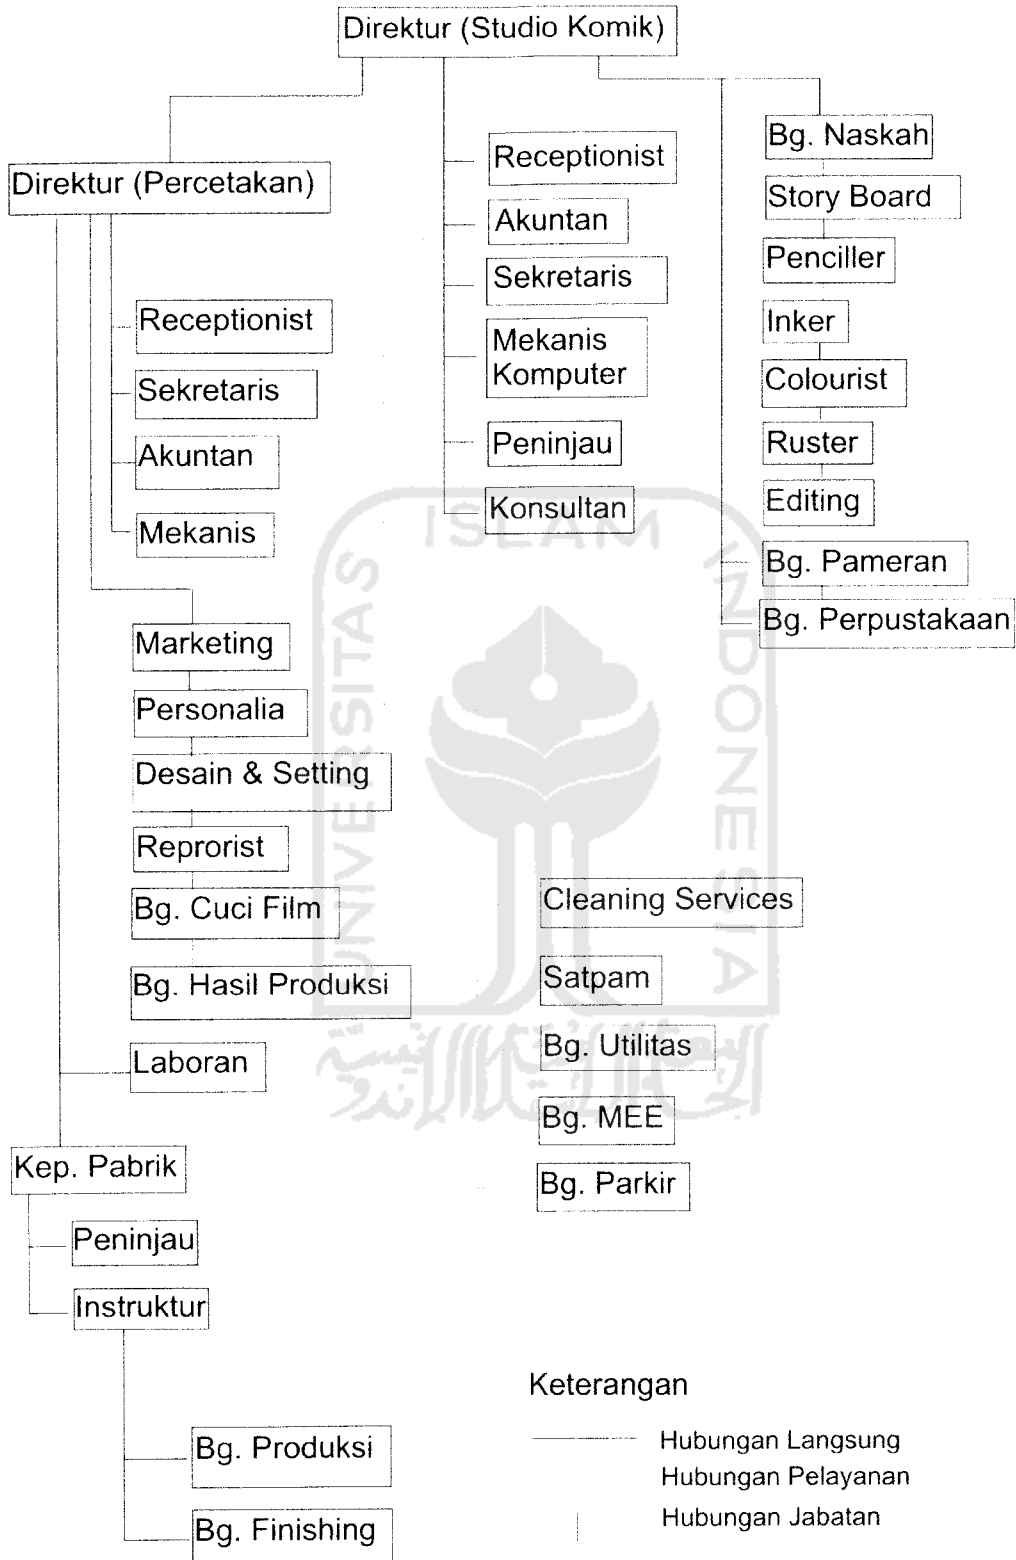 Direktur (Studio Komik)
Direktur (Percetakan)
Receptionist
Sekretaris
Akuntan
Mekanis
Marketing
Personalia
Desain & Setting
Reprorist
Bg. Cuci Film
Bg. Hasil Produksi
Laboran
Kep. Pabrik
Peninjau
Instruktur
Bg. Produksi
Bg. Finishing
Receptionist
Akuntan
Sekretaris
Mekanis
Komputer
Peninjau
Konsultan
Bg. Naskah
Story Board
Penciller
Inker
Colourist
Ruster
Editing
Bg. Pameran
Bg. Perpustakaan
Cleaning Services
Satpam
Bg. Utilitas
Bg. MEE
Bg. Parkir
Keterangan
Hubungan Langsung
Hubungan Pelayanan
Hubungan Jabatan
UNIVERSITAS
ISLAM
INDONESIA